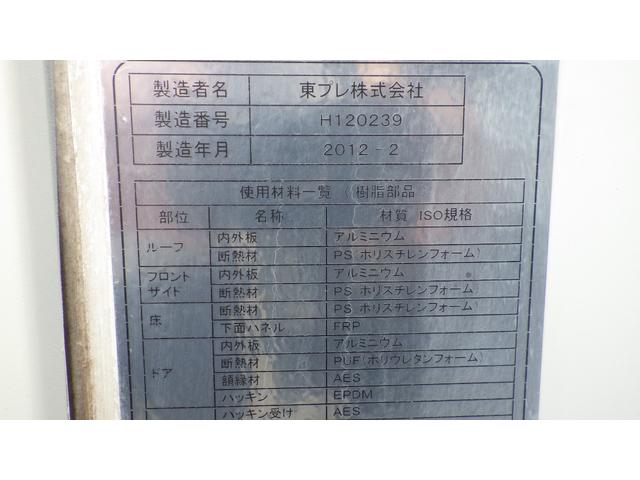 製造者名 東プレ株式会社
製造番号 H120239
製造年月 2012-2
使用材料一覧 (樹脂部品
部位 名称 材質 ISO規格
ルーフ 内外板 アルミニウム
断熱材 PS(ポリスチレンフォーム)
フロント サイド 内外板 アルミニウム
断熱材 PS ポリスチレンフォーム)
床 断熱材 PS ポリスチレンフォーム)
下面パネル FRP
ドア 内外板 アルミニウム
断熱材 PUF(ポリウレタンフォーム)
額縁材 AES
パッキン EPDM
パッキン受け AES